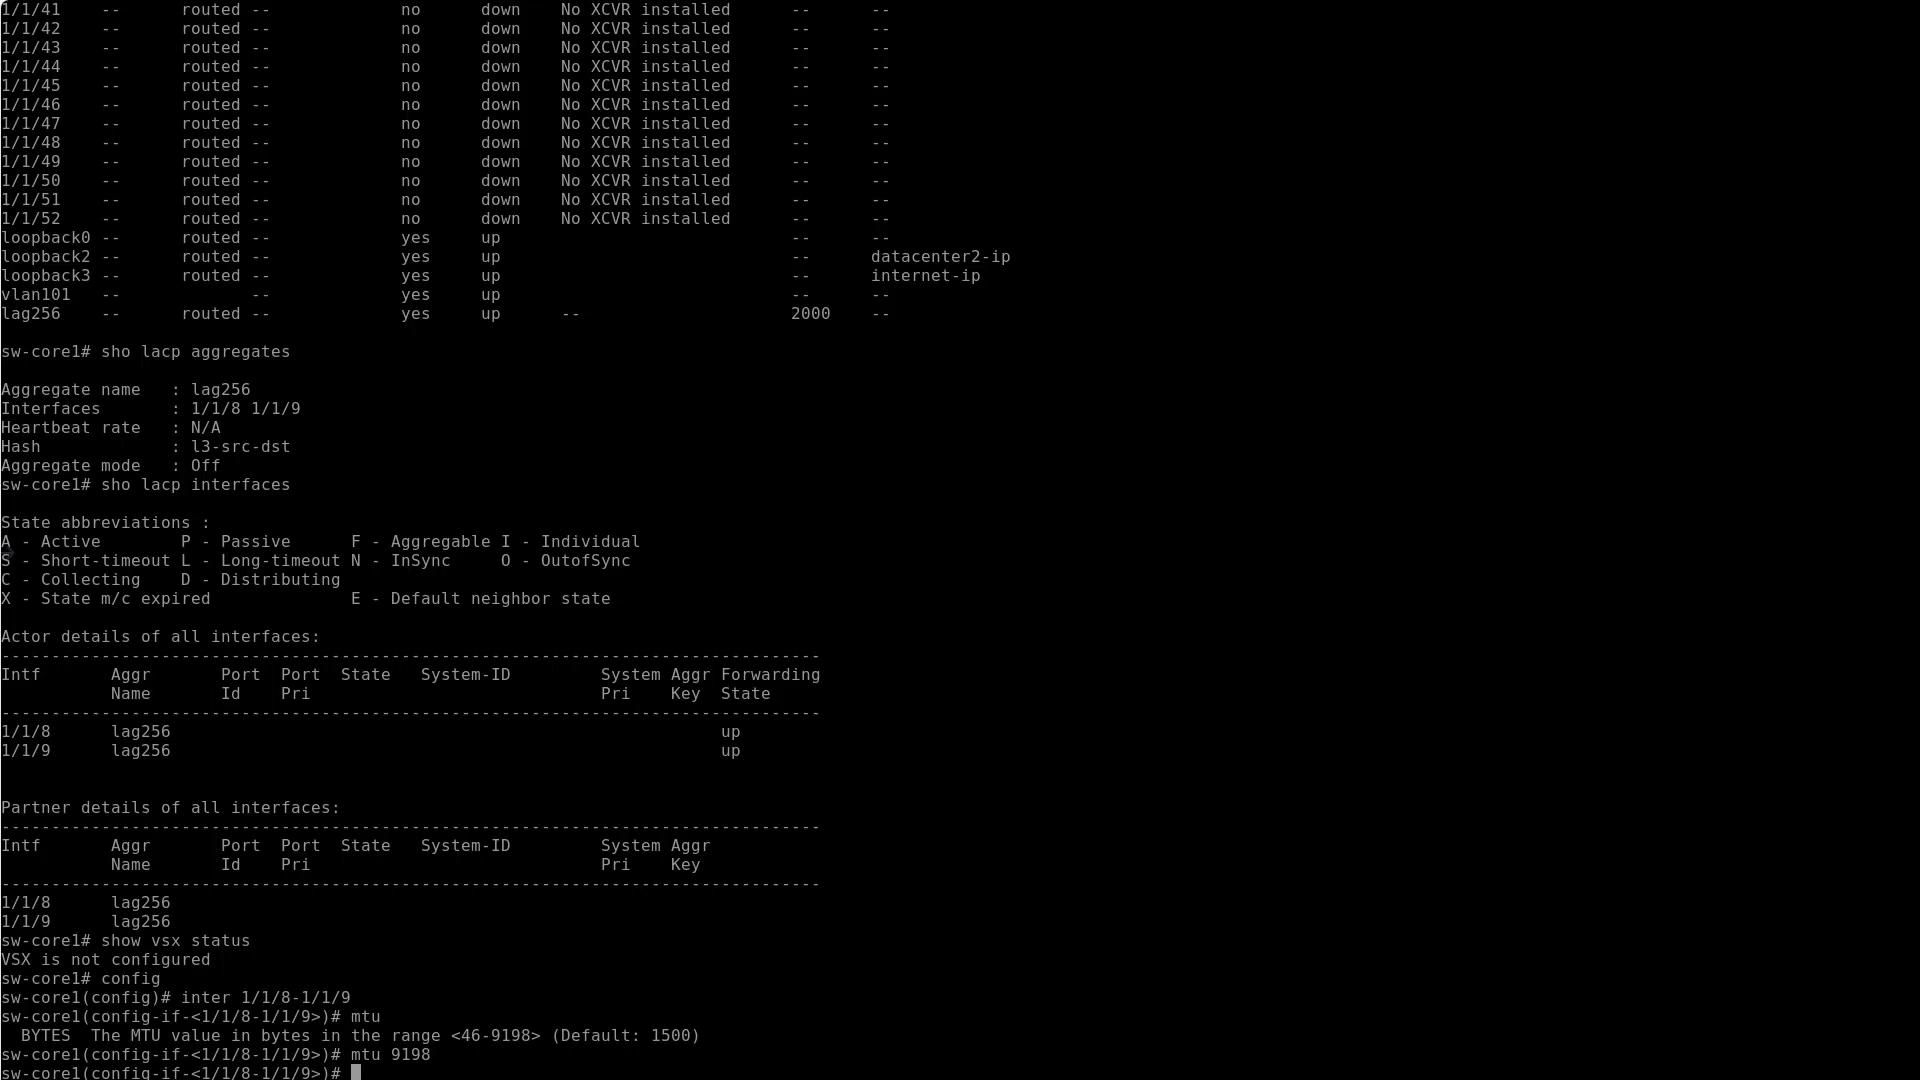 1/1/41    --      routed --             no      down    No XCVR installed      --      --
1/1/42    --      routed --             no      down    No XCVR installed      --      --
1/1/43    --      routed --             no      down    No XCVR installed      --      --
1/1/44    --      routed --             no      down    No XCVR installed      --      --
1/1/45    --      routed --             no      down    No XCVR installed      --      --
1/1/46    --      routed --             no      down    No XCVR installed      --      --
1/1/47    --      routed --             no      down    No XCVR installed      --      --
1/1/48    --      routed --             no      down    No XCVR installed      --      --
1/1/49    --      routed --             no      down    No XCVR installed      --      --
1/1/50    --      routed --             no      down    No XCVR installed      --      --
1/1/51    --      routed --             no      down    No XCVR installed      --      --
1/1/52    --      routed --             no      down    No XCVR installed      --      --
loopback0 --      routed --             yes     up                             --      --
loopback2 --      routed --             yes     up                             --      datacenter2-ip
loopback3 --      routed --             yes     up                             --      internet-ip
vlan101   --             --             yes     up                             --      --
lag256    --      routed --             yes     up      --                     2000    --
sw-core1# sho lacp aggregates
Aggregate name   : lag256
Interfaces       : 1/1/8 1/1/9
Heartbeat rate   : N/A
Hash             : l3-src-dst
Aggregate mode   : Off
sw-core1# sho lacp interfaces
State abbreviations :
A - Active        P - Passive      F - Aggregable I - Individual
S - Short-timeout L - Long-timeout N - InSync     O - OutofSync
C - Collecting    D - Distributing
X - State m/c expired              E - Default neighbor state
Actor details of all interfaces:
----------------------------------------------------------------------------------
Intf       Aggr       Port  Port  State   System-ID         System Aggr Forwarding
           Name       Id    Pri                             Pri    Key  State
----------------------------------------------------------------------------------
1/1/8      lag256                                                       up
1/1/9      lag256                                                       up
Partner details of all interfaces:
----------------------------------------------------------------------------------
Intf       Aggr       Port  Port  State   System-ID         System Aggr
           Name       Id    Pri                             Pri    Key
----------------------------------------------------------------------------------
1/1/8      lag256
1/1/9      lag256
sw-core1# show vsx status
VSX is not configured
sw-core1# config
sw-core1(config)# inter 1/1/8-1/1/9
sw-core1(config-if-<1/1/8-1/1/9>)# mtu
  BYTES  The MTU value in bytes in the range <46-9198> (Default: 1500)
sw-core1(config-if-<1/1/8-1/1/9>)# mtu 9198
sw-core1(config-if-<1/1/8-1/1/9>)#